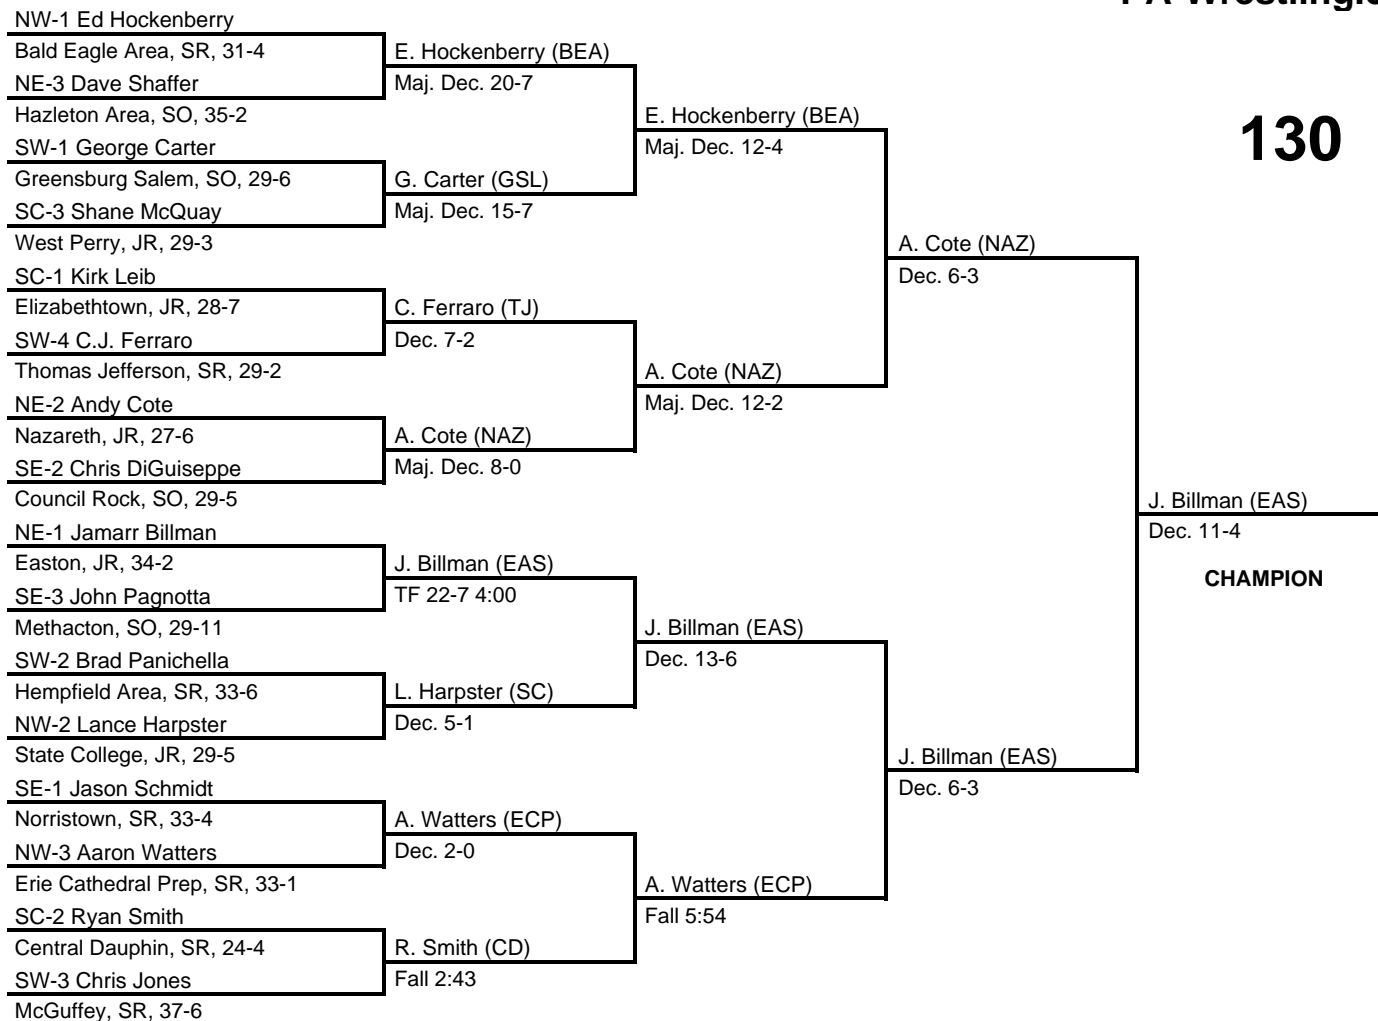 NW-1 Ed Hockenberry
Bald Eagle Area, SR, 31-4
NE-3 Dave Shaffer
Hazleton Area, SO, 35-2
SW-1 George Carter
Greensburg Salem, SO, 29-6
SC-3 Shane McQuay
West Perry, JR, 29-3
SC-1 Kirk Leib
Elizabethtown, JR, 28-7
SW-4 C.J. Ferraro
Thomas Jefferson, SR, 29-2
NE-2 Andy Cote
Nazareth, JR, 27-6
SE-2 Chris DiGuiseppe
Council Rock, SO, 29-5
NE-1 Jamarr Billman
Easton, JR, 34-2
SE-3 John Pagnotta
Methacton, SO, 29-11
SW-2 Brad Panichella
Hempfield Area, SR, 33-6
NW-2 Lance Harpster
State College, JR, 29-5
SE-1 Jason Schmidt
Norristown, SR, 33-4
NW-3 Aaron Watters
Erie Cathedral Prep, SR, 33-1
SC-2 Ryan Smith
Central Dauphin, SR, 24-4
SW-3 Chris Jones
McGuffey, SR, 37-6
E. Hockenberry (BEA)
Maj. Dec. 20-7
G. Carter (GSL)
Maj. Dec. 15-7
C. Ferraro (TJ)
Dec. 7-2
A. Cote (NAZ)
Maj. Dec. 8-0
J. Billman (EAS)
TF 22-7 4:00
L. Harpster (SC)
Dec. 5-1
A. Watters (ECP)
Dec. 2-0
R. Smith (CD)
Fall 2:43
E. Hockenberry (BEA)
Maj. Dec. 12-4
A. Cote (NAZ)
Maj. Dec. 12-2
J. Billman (EAS)
Dec. 13-6
A. Watters (ECP)
Fall 5:54
A. Cote (NAZ)
Dec. 6-3
J. Billman (EAS)
Dec. 6-3
130
J. Billman (EAS)
Dec. 11-4
CHAMPION